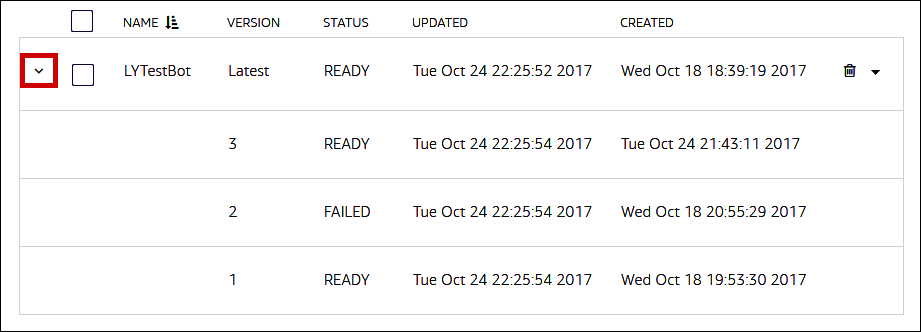 NAME VERSION STATUS UPDATED CREATED
LYTestBot Latest READY Tue Oct 24 22:25:52 2017 Wed Oct 18 18:39:19 2017
3 READY Tue Oct 24 22:25:54 2017 Tue Oct 24 21:43:11 2017
2 FAILED Tue Oct 24 22:25:54 2017 Wed Oct 18 20:55:29 2017
1 READY Tue Oct 24 22:25:54 2017 Wed Oct 18 19:53:30 2017